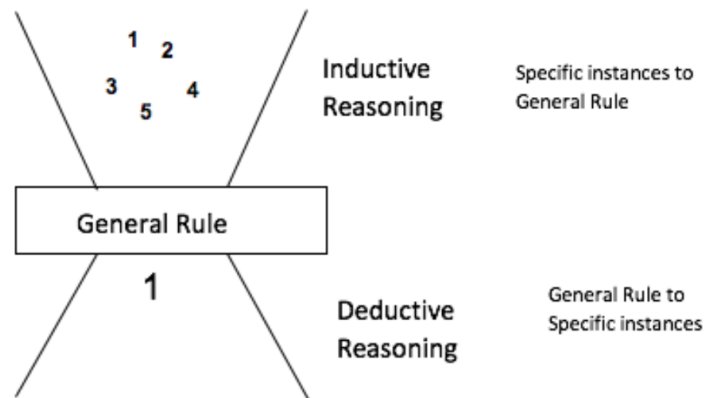 1
2
3
4
5
Inductive
Reasoning
Specific instances to
General Rule
General Rule
1
Deductive
Reasoning
General Rule to
Specific instances